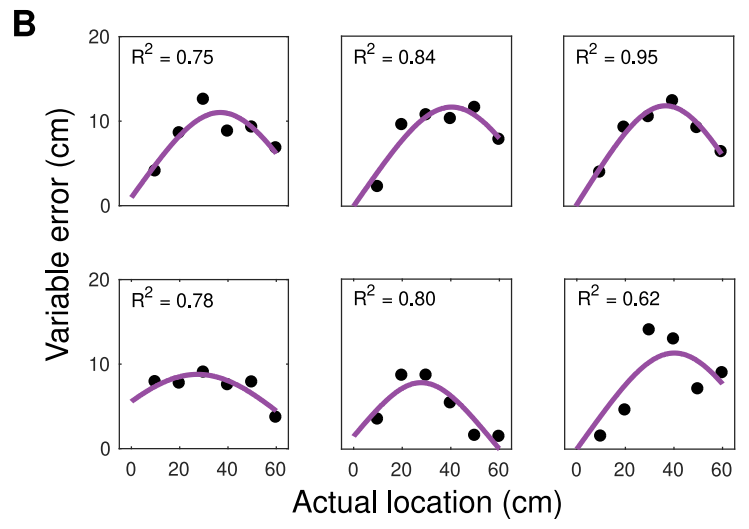 B
Variable error (cm)
20
10
0
R² = 0.75
R² = 0.84
R² = 0.95
20
10
0
R² = 0.78
R² = 0.80
R² = 0.62
0 20 40 60
0 20 40 60
0 20 40 60
Actual location (cm)